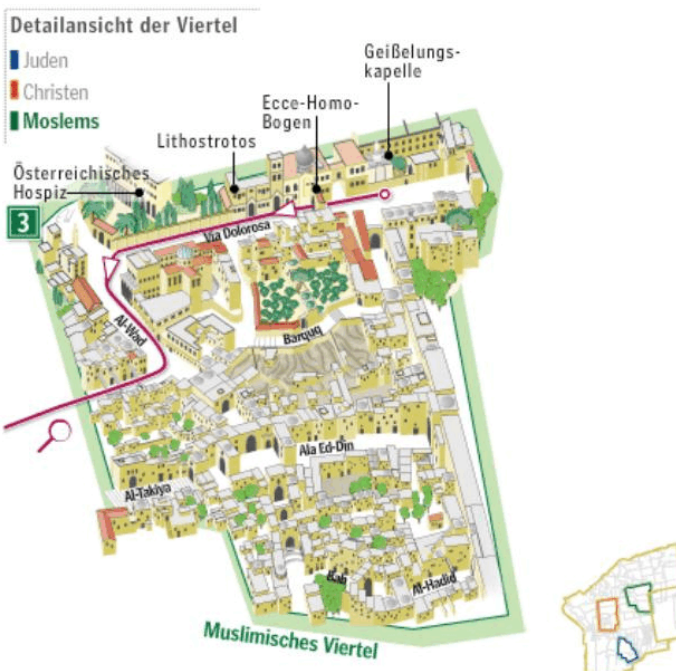 Detailansicht der Viertel
Juden
Christen
Moslems
Geißelungs-
kapelle
Ecce-Homo-
Bogen
Lithostrotos
Österreichisches
Hospiz
3
Via Dolorosa
Al-Wad
Barquq
Ala Ed-Din
Al-Takiya
Bab
Al-Hadid
Muslimisches Viertel